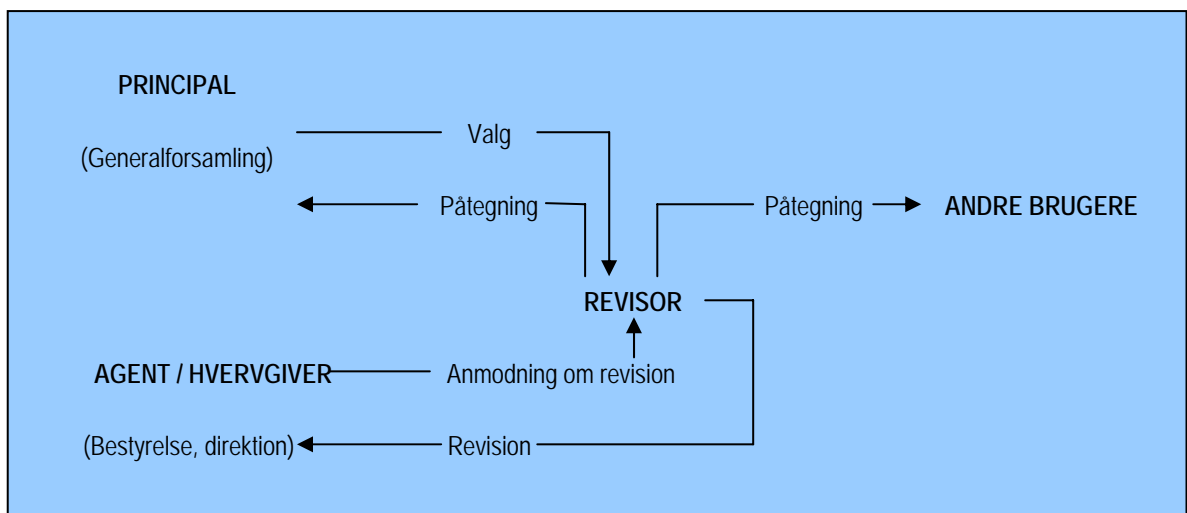 PRINCIPAL
Valg
(Generalforsamling)
Påtegning
Påtegning
ANDRE BRUGERE
REVISOR
AGENT / HVERVGIVER
Anmodning om revision
(Bestyrelse, direktion)
Revision